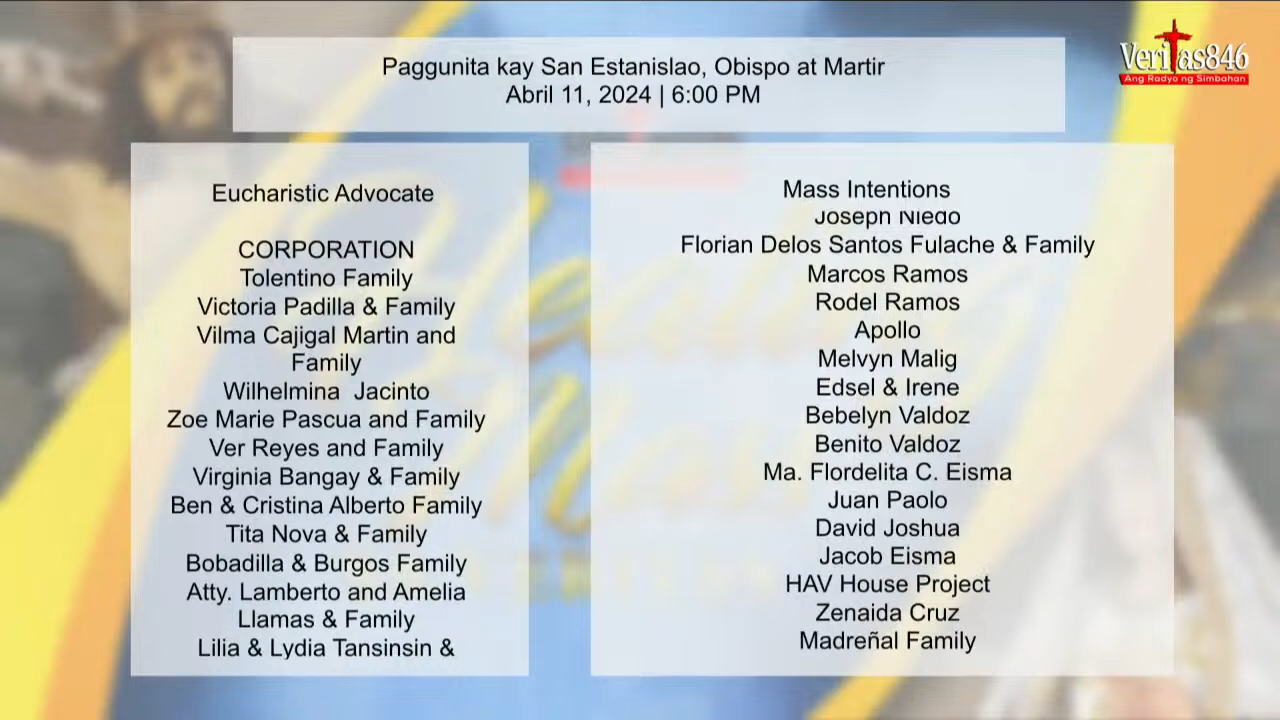 Paggunita kay San Estanislao, Obispo at Martir
Abril 11, 2024 | 6:00 PM
Veritas846
Ang Radyo ng Simbahan
Eucharistic Advocate
CORPORATION
Tolentino Family
Victoria Padilla & Family
Vilma Cajigal Martin and
Family
Wilhelmina Jacinto
Zoe Marie Pascua and Family
Ver Reyes and Family
Virginia Bangay & Family
Ben & Cristina Alberto Family
Tita Nova & Family
Bobadilla & Burgos Family
Atty. Lamberto and Amelia
Llamas & Family
Lilia & Lydia Tansinsin &
Mass Intentions
Joseph Niedo
Florian Delos Santos Fulache & Family
Marcos Ramos
Rodel Ramos
Apollo
Melvyn Malig
Edsel & Irene
Bebelyn Valdoz
Benito Valdoz
Ma. Flordelita C. Eisma
Juan Paolo
David Joshua
Jacob Eisma
HAV House Project
Zenaida Cruz
Madreñal Family